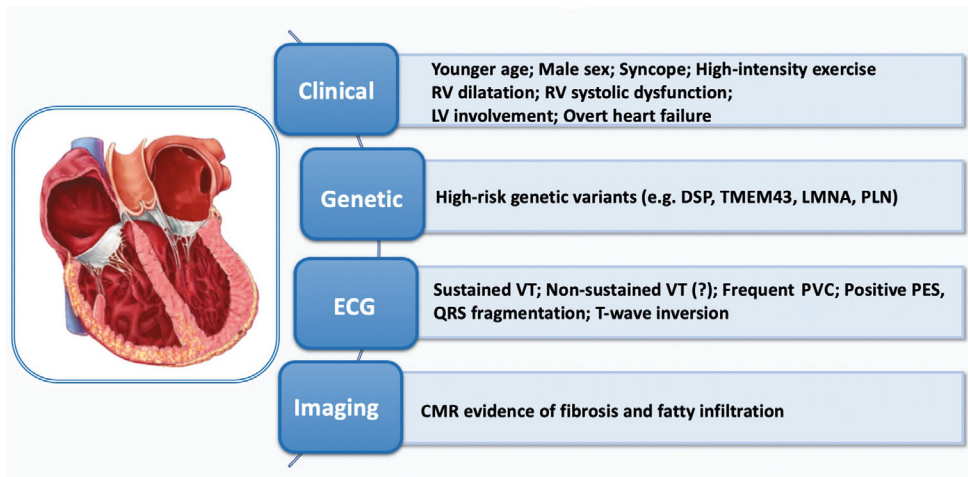 Clinical
Younger age; Male sex; Syncope; High-intensity exercise
RV dilatation; RV systolic dysfunction;
LV involvement; Overt heart failure
Genetic
High-risk genetic variants (e.g. DSP, TMEM43, LMNA, PLN)
ECG
Sustained VT; Non-sustained VT (?); Frequent PVC; Positive PES,
QRS fragmentation; T-wave inversion
Imaging
CMR evidence of fibrosis and fatty infiltration